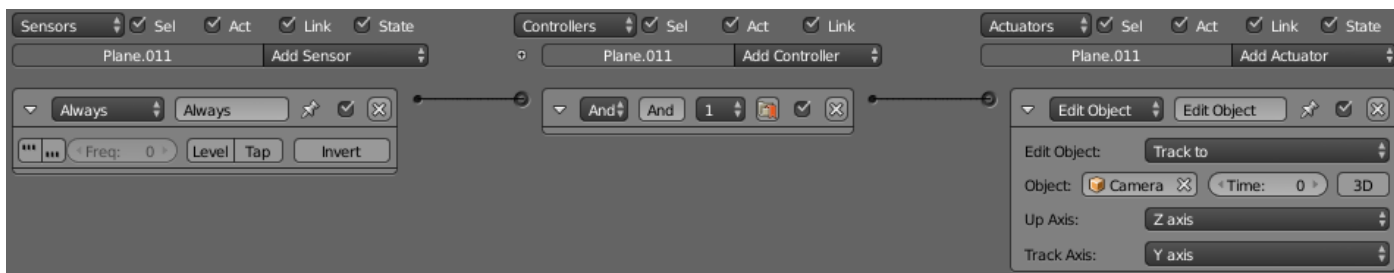 Sensors Sel Act Link State Controllers Sel Act Link Actuators Sel Act Link State
Plane.011 Add Sensor Plane.011 Add Controller Plane.011 Add Actuator
Always Always And And 1 Edit Object Edit Object
Freq: 0 Level Tap Invert Edit Object: Track to
Object: Camera Time: 0 3D
Up Axis: Z axis
Track Axis: Y axis